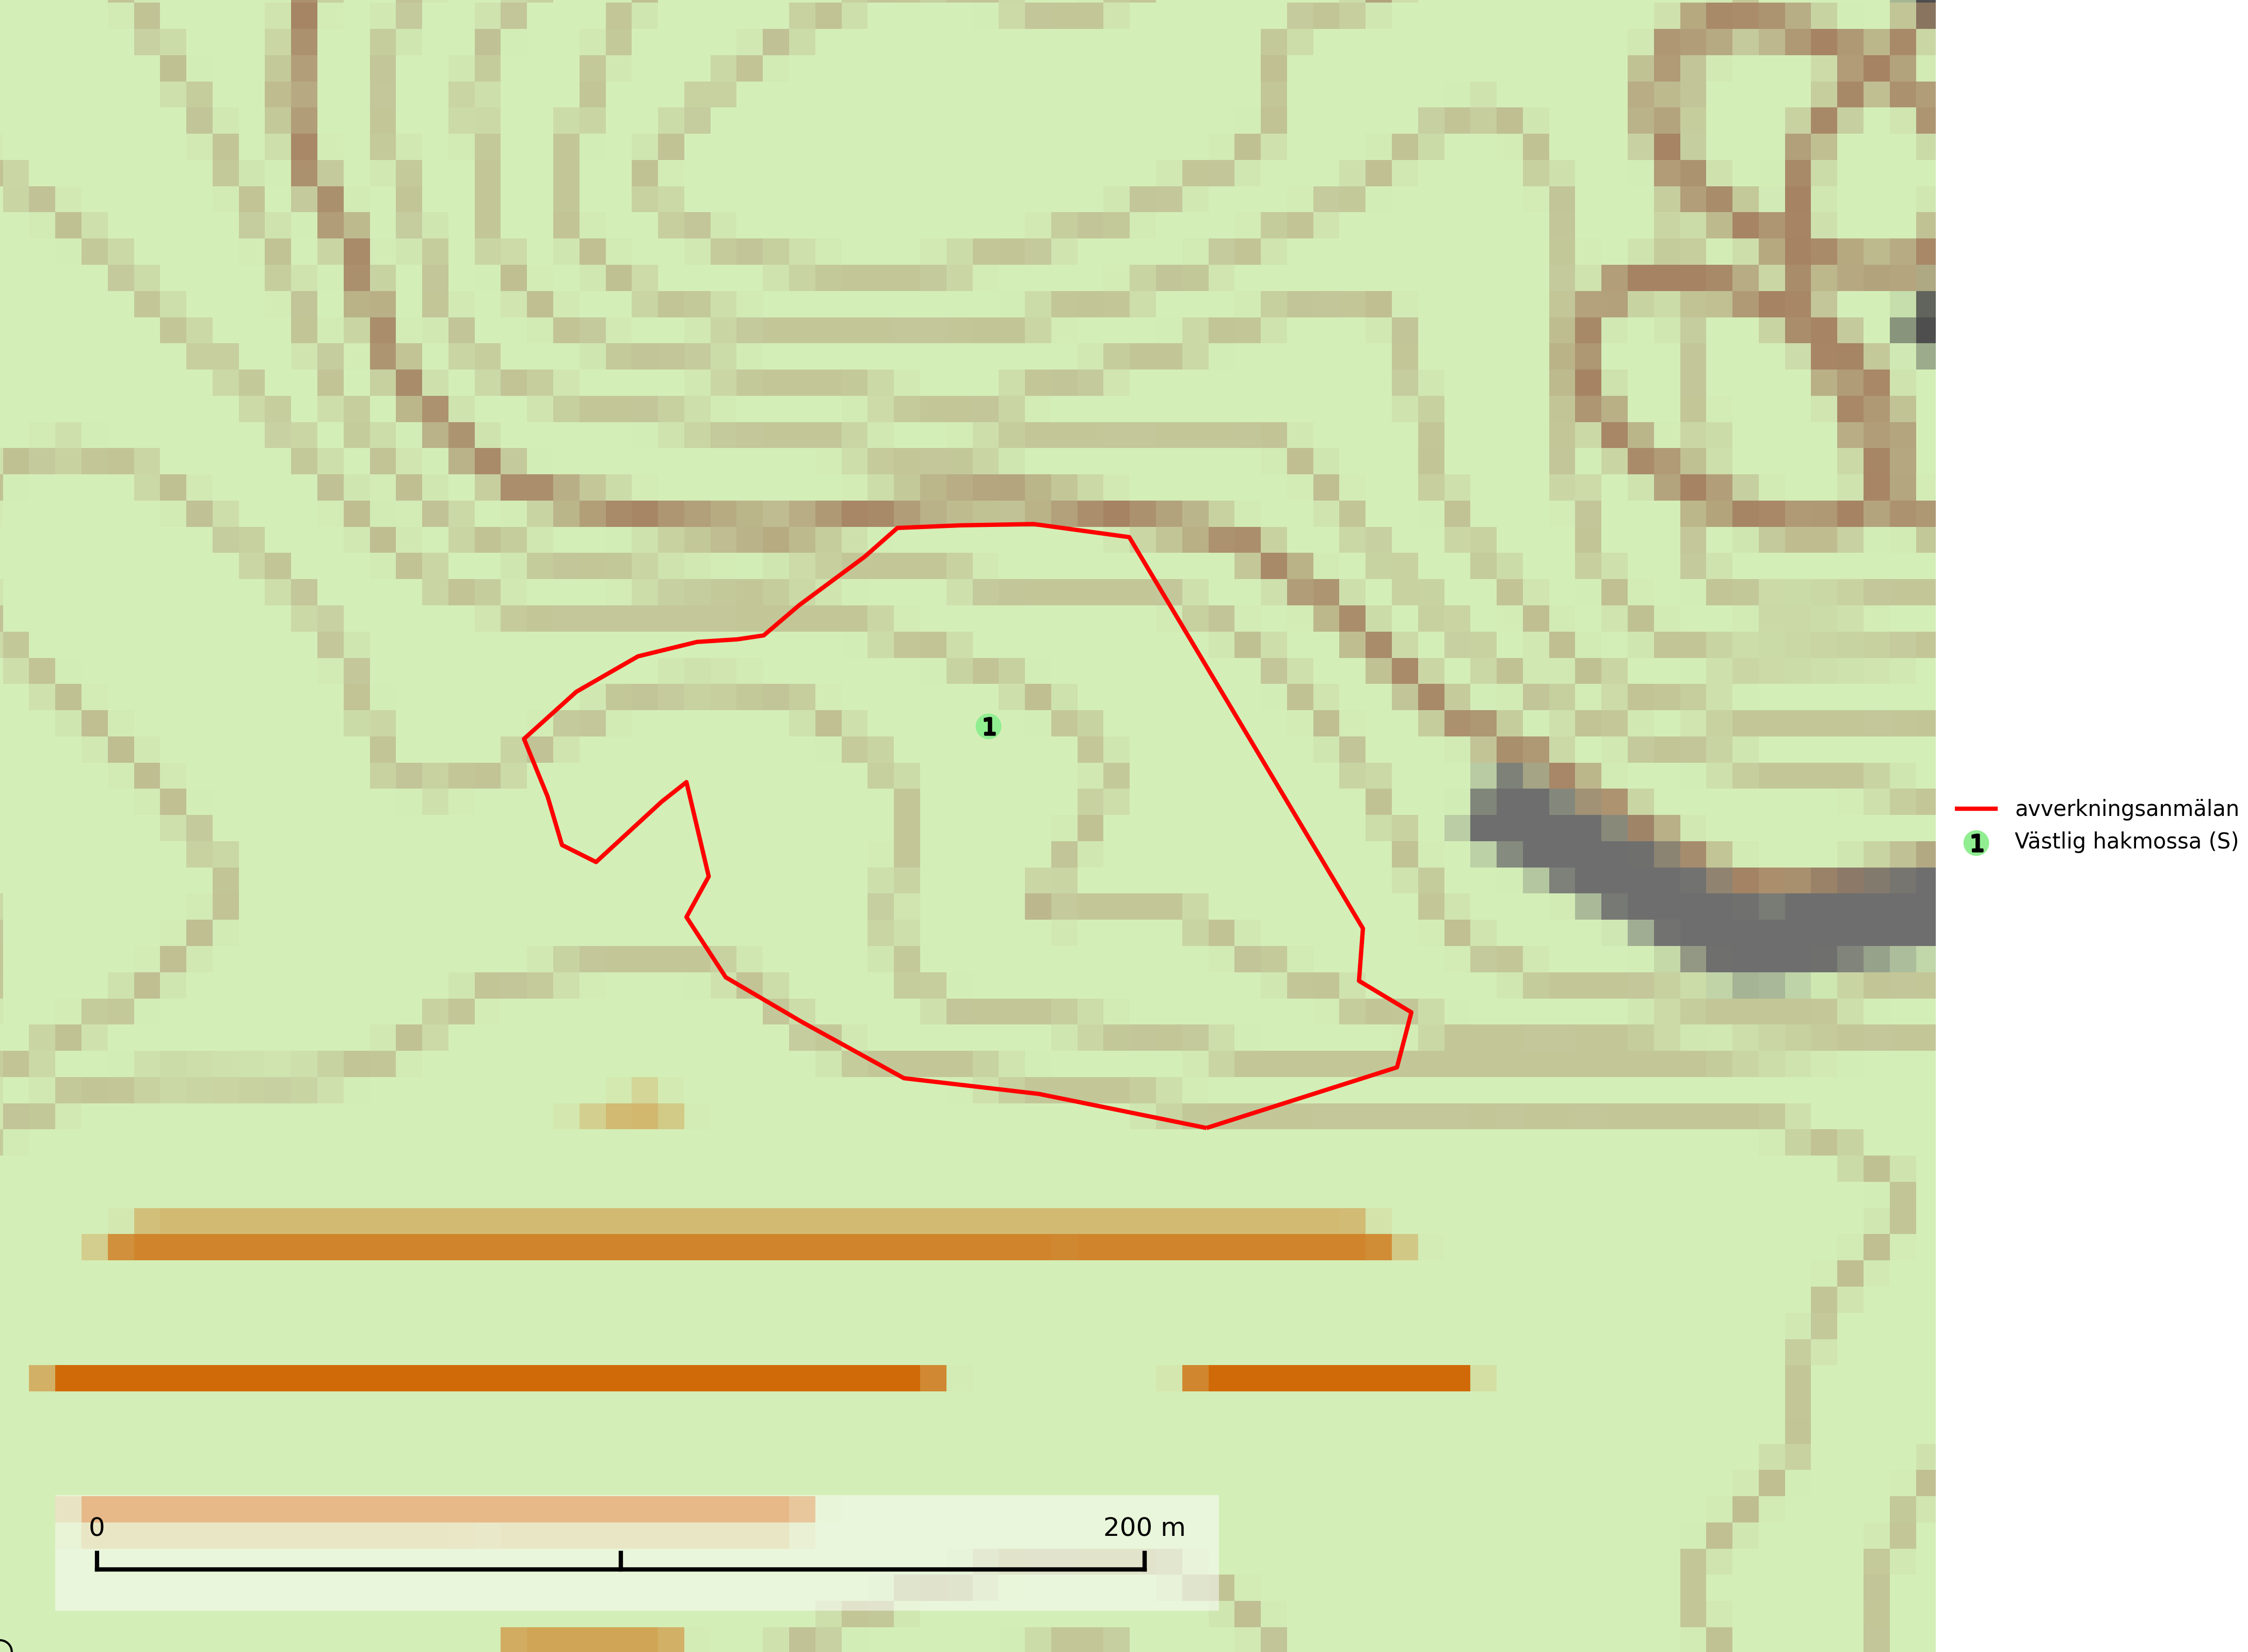 1
avverkningsanmälan
1 Västlig hakmossa (S)
0 200 m